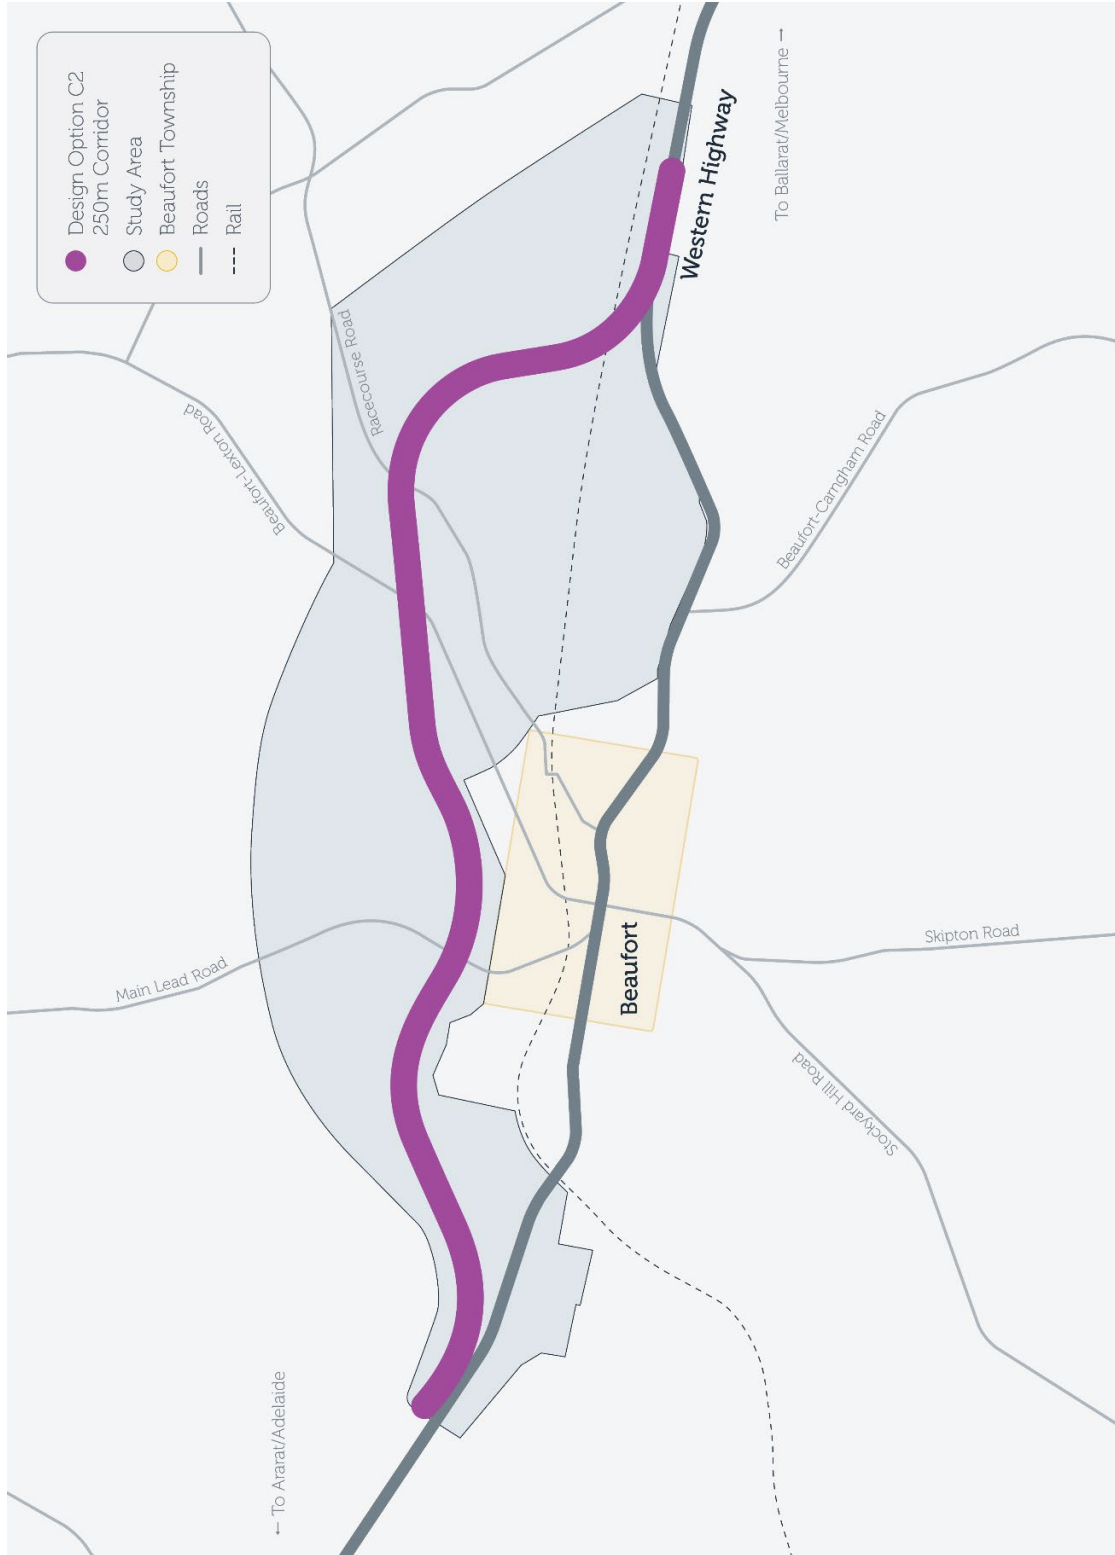 Design Option C2
250m Corridor
Study Area
Beaufort Township
Roads
Rail
To Ballarat/Melbourne →
Western Highway
Racecourse Road
Beaufort-Lexton Road
Beaufort-Carngham Road
Main Lead Road
Beaufort
Skipton Road
Stockyard Hill Road
← To Ararat/Adelaide